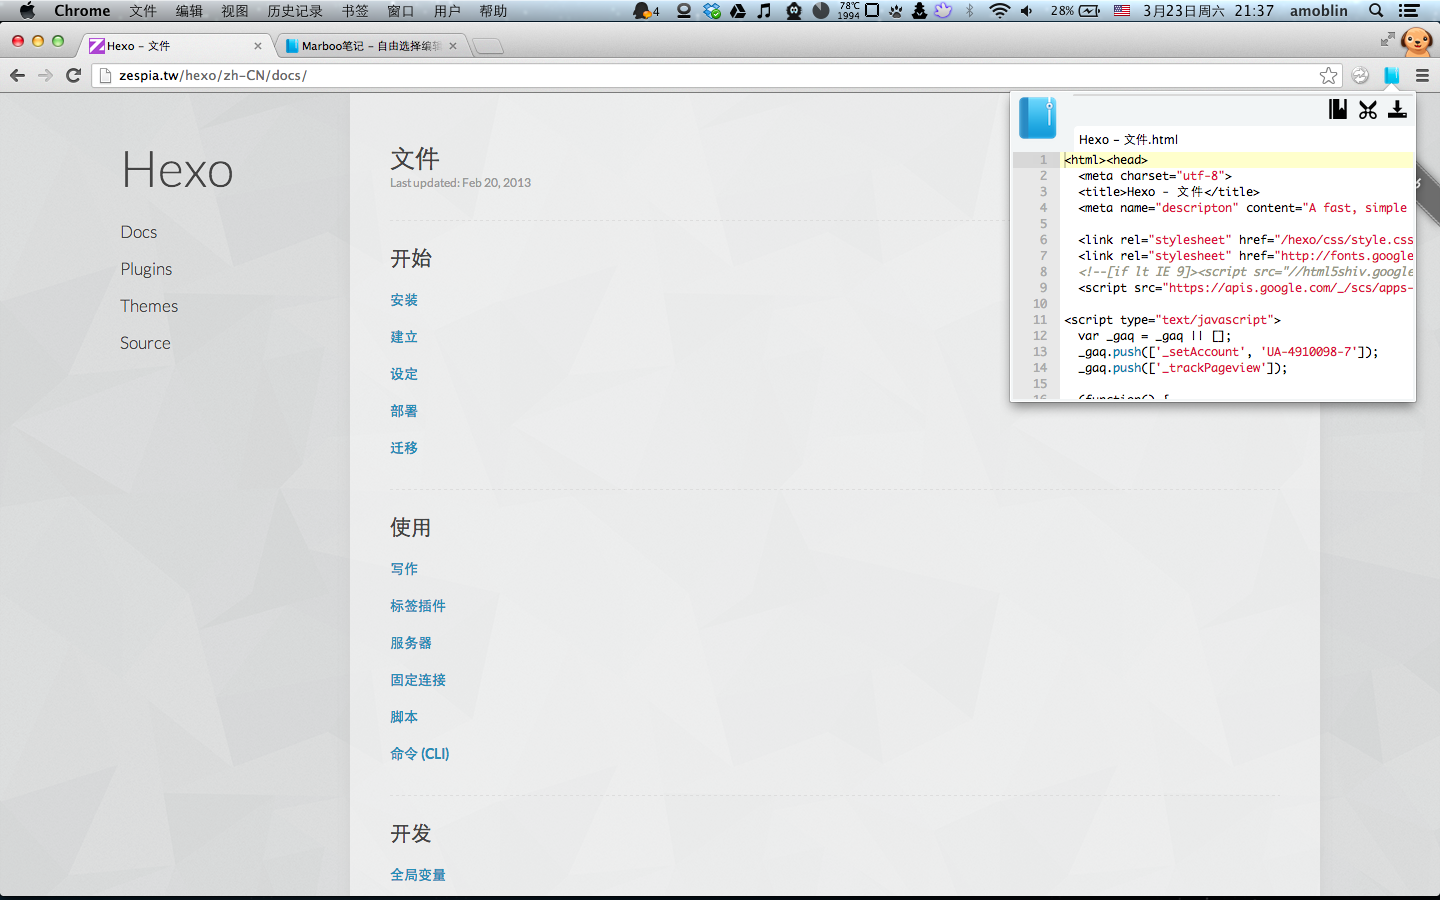 Chrome 文件 编辑 视图 历史记录 书签 窗口 用户 帮助 4 78℃ 1994 28% 3月23日周六 21:37 amoblin
Hexo – 文件 Marboo笔记 – 自由选择编辑
zespia.tw/hexo/zh-CN/docs/
Hexo
Docs
Plugins
Themes
Source
文件
Last updated: Feb 20, 2013
开始
安装
建立
设定
部署
迁移
使用
写作
标签插件
服务器
固定连接
脚本
命令 (CLI)
开发
全局变量
Hexo – 文件.html
1 <html><head>
2 <meta charset="utf-8">
3 <title>Hexo - 文件</title>
4 <meta name="descripton" content="A fast, simple
5
6 <link rel="stylesheet" href="/hexo/css/style.css
7 <link rel="stylesheet" href="http://fonts.google
8 <!--[if lt IE 9]><script src="//html5shiv.google
9 <script src="https://apis.google.com/_/scs/apps-
10
11 <script type="text/javascript">
12 var _gaq = _gaq || [];
13 _gaq.push(['_setAccount', 'UA-4910098-7']);
14 _gaq.push(['_trackPageview']);
15
16 (function() {